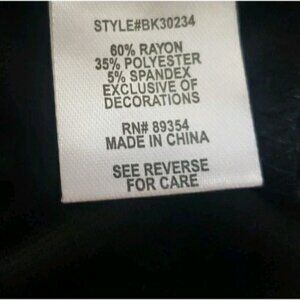 STYLE#BK30234
60% RAYON
35% POLYESTER
5% SPANDEX
EXCLUSIVE OF
DECORATIONS
RN# 89354
MADE IN CHINA
SEE REVERSE
FOR CARE